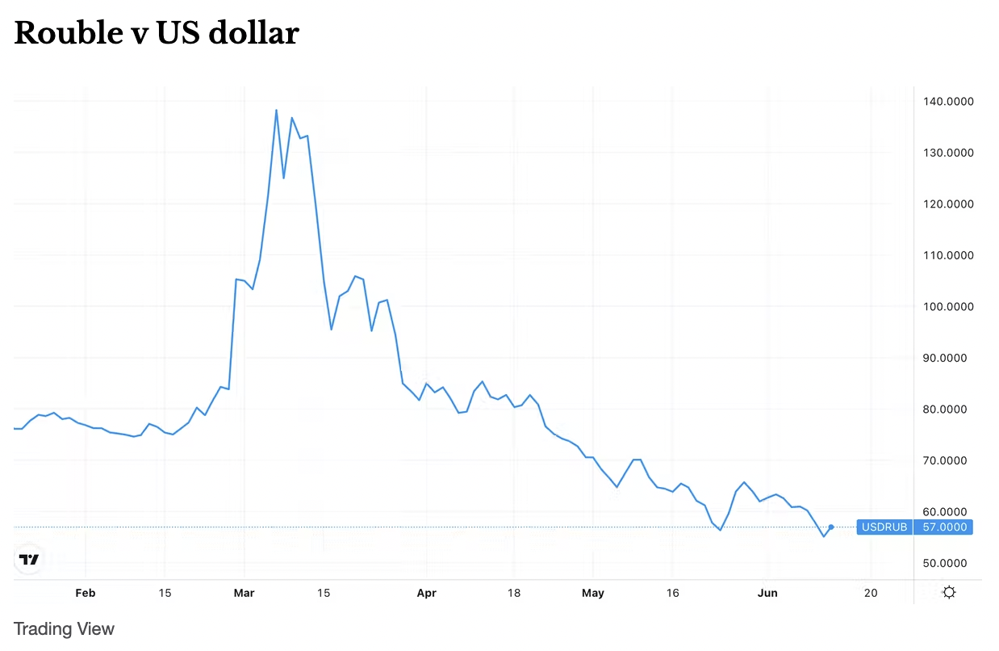 Rouble v US dollar
140.0000
130.0000
120.0000
110.0000
100.0000
90.0000
80.0000
70.0000
60.0000
USDRUB 57.0000
50.0000
Feb 15 Mar 15 Apr 18 May 16 Jun 20
Trading View